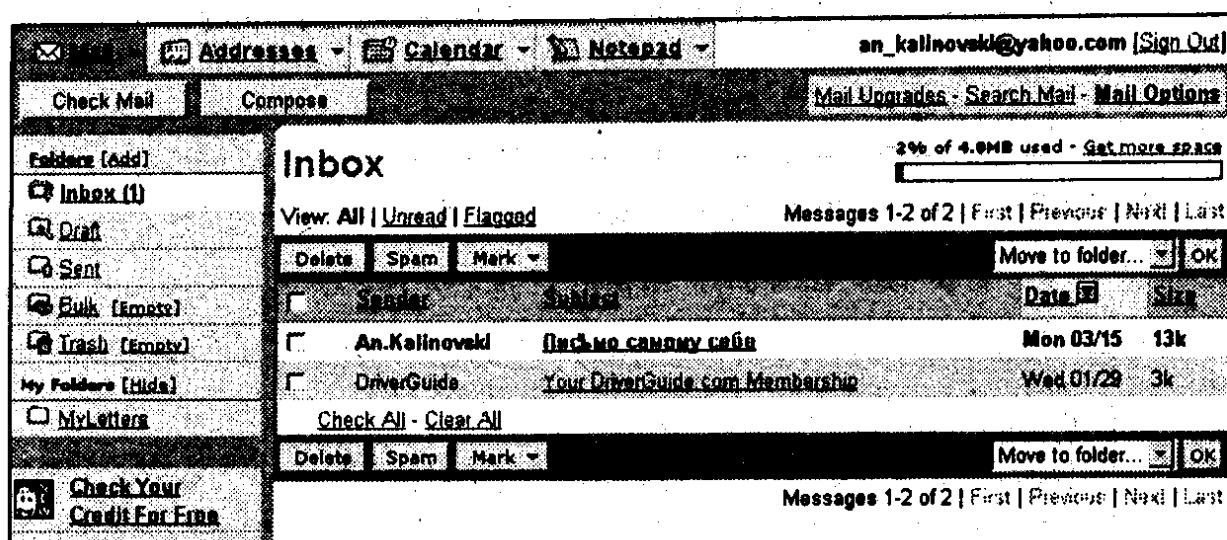 Mail Addresses Calendar Notepad an_kalinovski@yahoo.com [Sign Out]
Check Mail Compose Mail Upgrades - Search Mail - Mail Options
Folders [Add]
Inbox (1)
Draft
Sent
Bulk [Empty]
Trash [Empty]
My Folders [Hide]
MyLetters
Check Your
Credit For Free
Inbox
2% of 4.0MB used - Get more space
View: All | Unread | Flagged Messages 1-2 of 2 | First | Previous | Next | Last
Delete Spam Mark Move to folder... OK
Sender Subject Date Size
An.Kalinovski Письмо самому себе Mon 03/15 13k
DriverGuide Your DriverGuide.com Membership Wed 01/29 3k
Check All - Clear All
Delete Spam Mark Move to folder... OK
Messages 1-2 of 2 | First | Previous | Next | Last